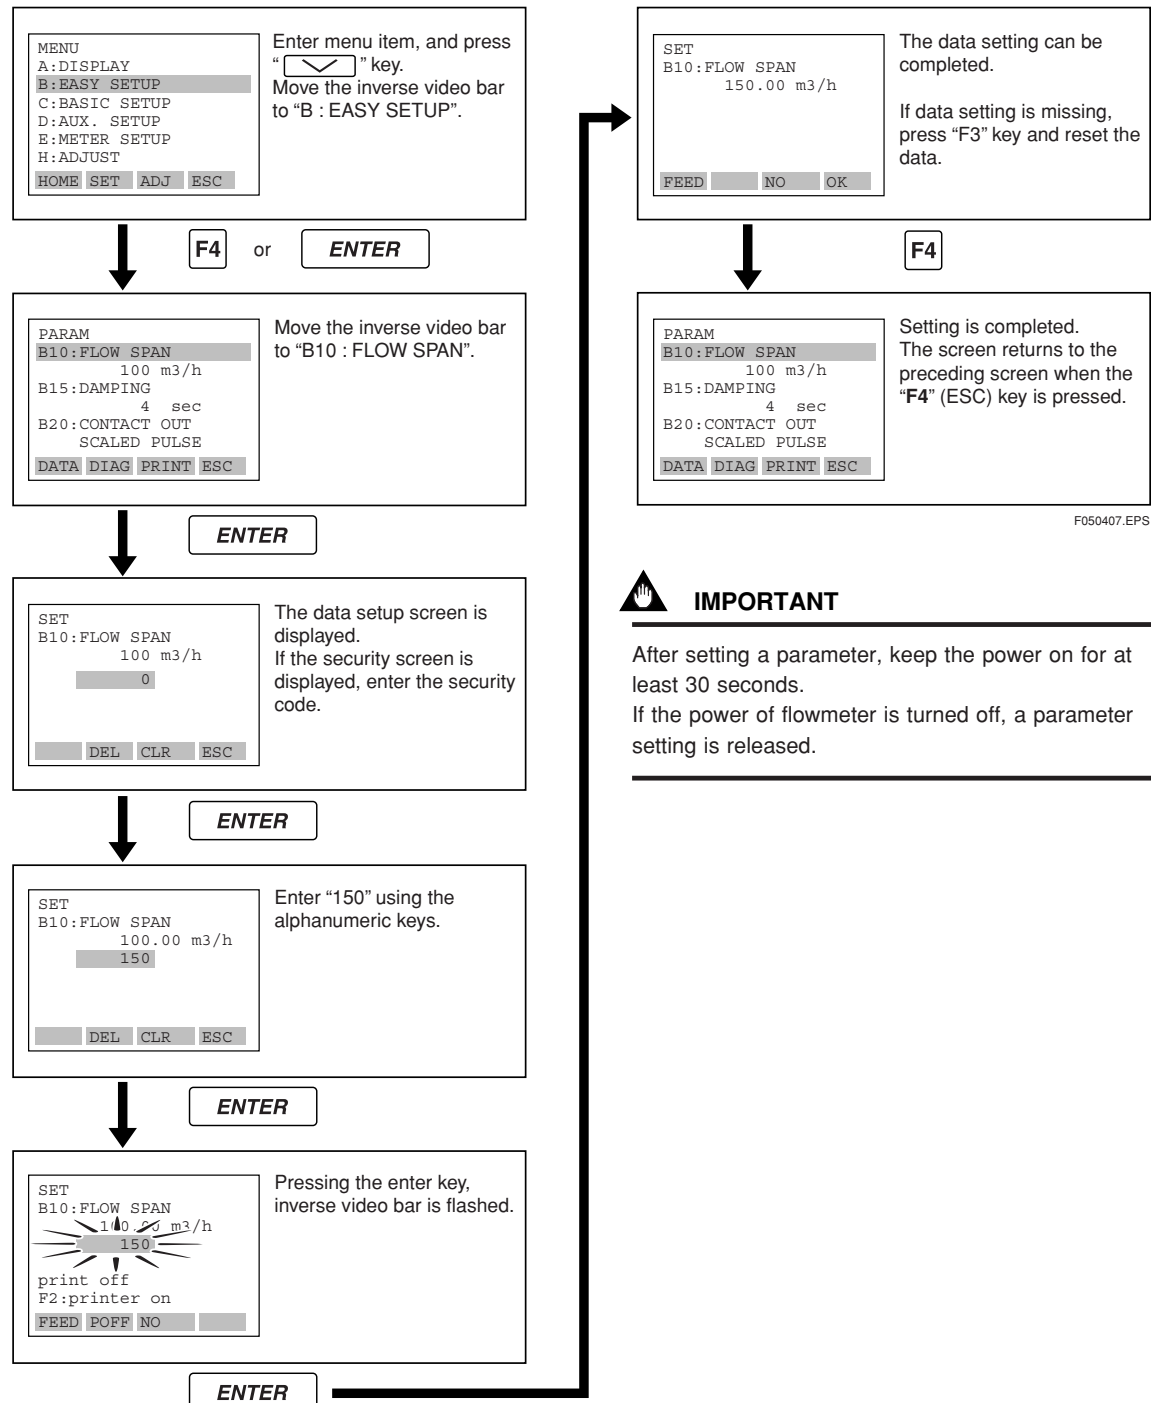 MENU
A:DISPLAY
B:EASY SETUP
C:BASIC SETUP
D:AUX. SETUP
E:METER SETUP
H:ADJUST
HOME SET ADJ ESC
Enter menu item, and press
“ ” key.
Move the inverse video bar
to “B : EASY SETUP”.
F4 or ENTER
PARAM
B10:FLOW SPAN
100 m3/h
B15:DAMPING
4 sec
B20:CONTACT OUT
SCALED PULSE
DATA DIAG PRINT ESC
Move the inverse video bar
to “B10 : FLOW SPAN”.
ENTER
SET
B10:FLOW SPAN
100 m3/h
0
DEL CLR ESC
The data setup screen is
displayed.
If the security screen is
displayed, enter the security
code.
ENTER
SET
B10:FLOW SPAN
100.00 m3/h
150
DEL CLR ESC
Enter “150” using the
alphanumeric keys.
ENTER
SET
B10:FLOW SPAN
100.00 m3/h
150
print off
F2:printer on
FEED POFF NO
Pressing the enter key,
inverse video bar is flashed.
ENTER
SET
B10:FLOW SPAN
150.00 m3/h
FEED NO OK
The data setting can be
completed.
If data setting is missing,
press “F3” key and reset the
data.
F4
PARAM
B10:FLOW SPAN
100 m3/h
B15:DAMPING
4 sec
B20:CONTACT OUT
SCALED PULSE
DATA DIAG PRINT ESC
Setting is completed.
The screen returns to the
preceding screen when the
“F4” (ESC) key is pressed.
F050407.EPS
IMPORTANT
After setting a parameter, keep the power on for at
least 30 seconds.
If the power of flowmeter is turned off, a parameter
setting is released.